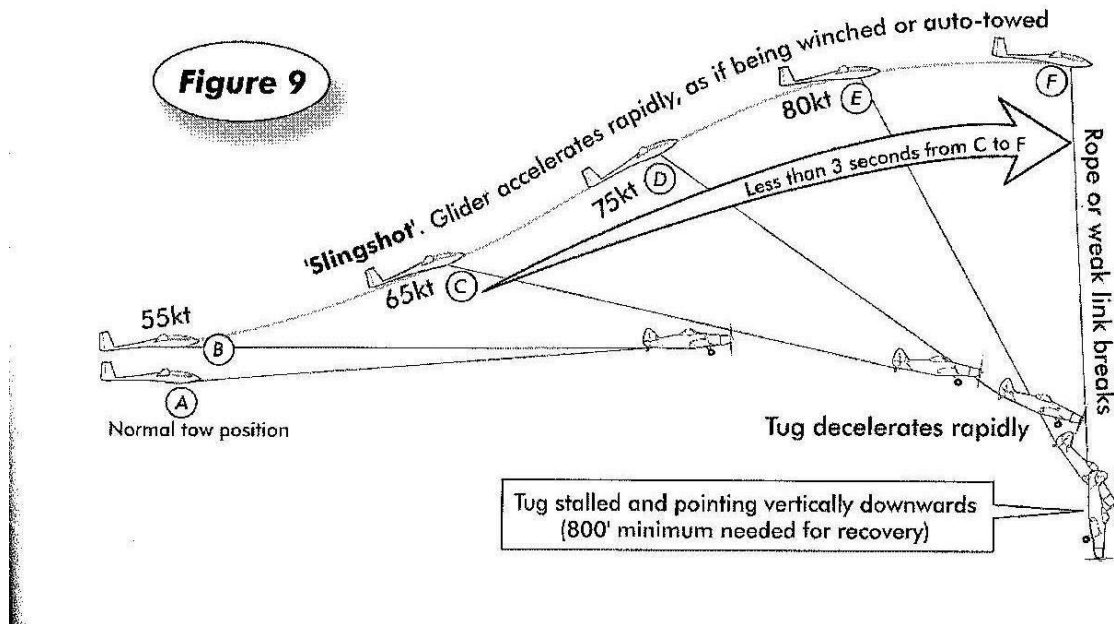 Figure 9
'Slingshot'. Glider accelerates rapidly, as if being winched or auto-towed
F
80kt E
Less than 3 seconds from C to F
75kt D
65kt C
55kt
B
A
Normal tow position
Rope or weak link breaks
Tug decelerates rapidly
Tug stalled and pointing vertically downwards
(800' minimum needed for recovery)